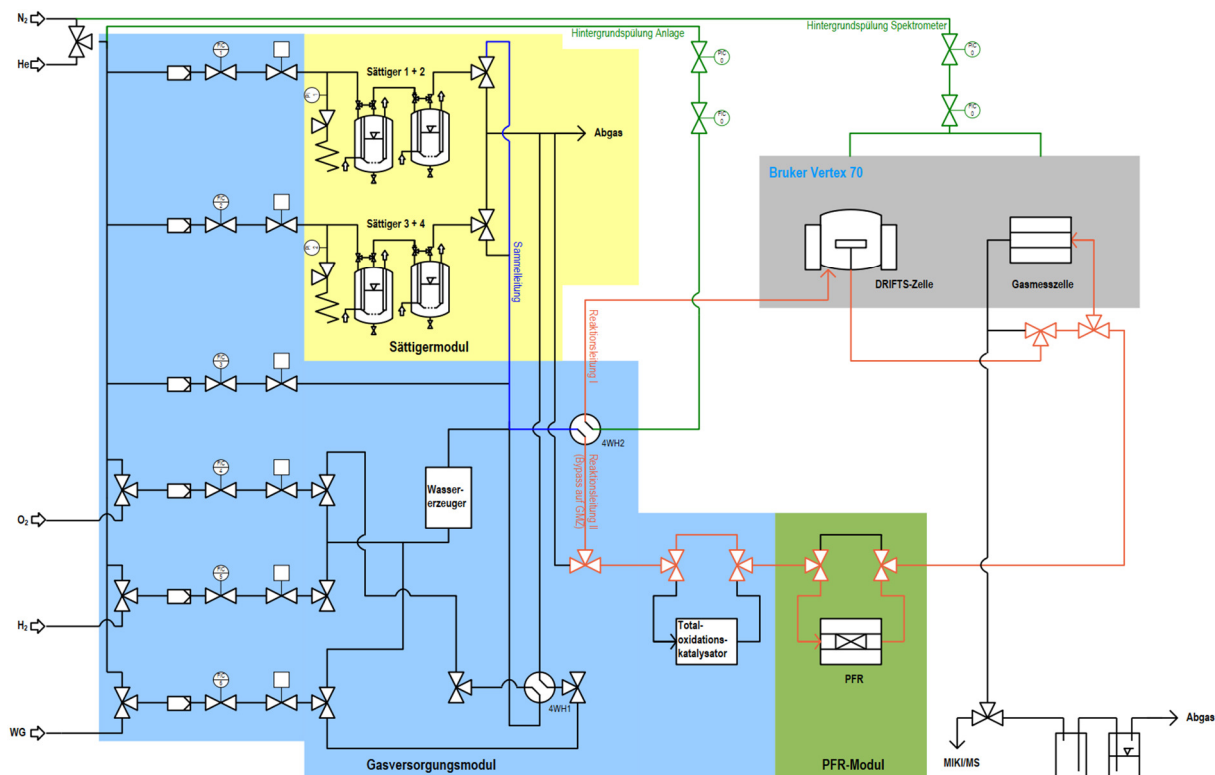 N₂
He
Hintergrundspülung Anlage
Hintergrundspülung Spektrometer
Sättiger 1 + 2
Abgas
Bruker Vertex 70
Sättiger 3 + 4
Sammelleitung
DRIFTS-Zelle
Gasmesszelle
Sättigermodul
Reaktionsleitung I
4WH2
Reaktionsleitung II
(Bypass auf GMZ)
Wasser-
erzeuger
O₂
H₂
Total-
oxidations-
katalysator
PFR
4WH1
WG
Abgas
Gasversorgungsmodul
PFR-Modul
MIKI/MS